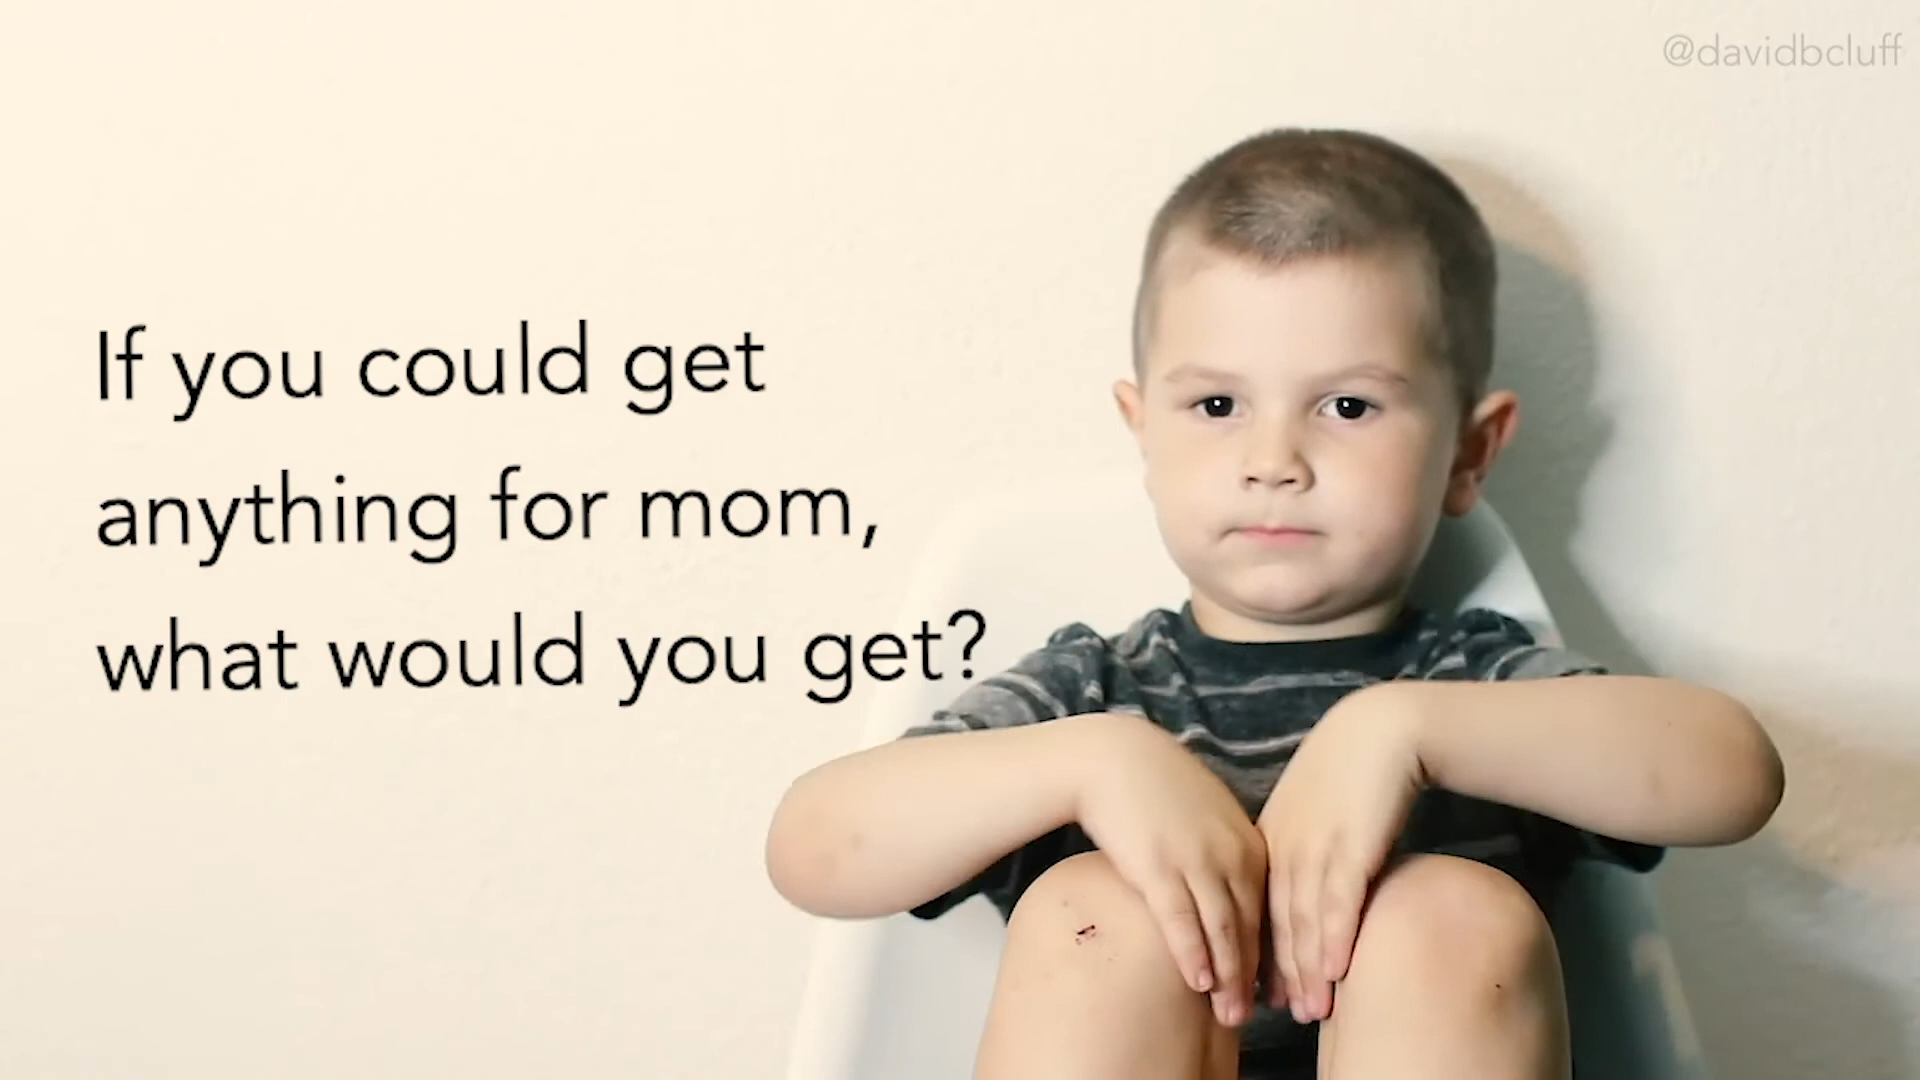 @davidbcluff
If you could get
anything for mom,
what would you get?